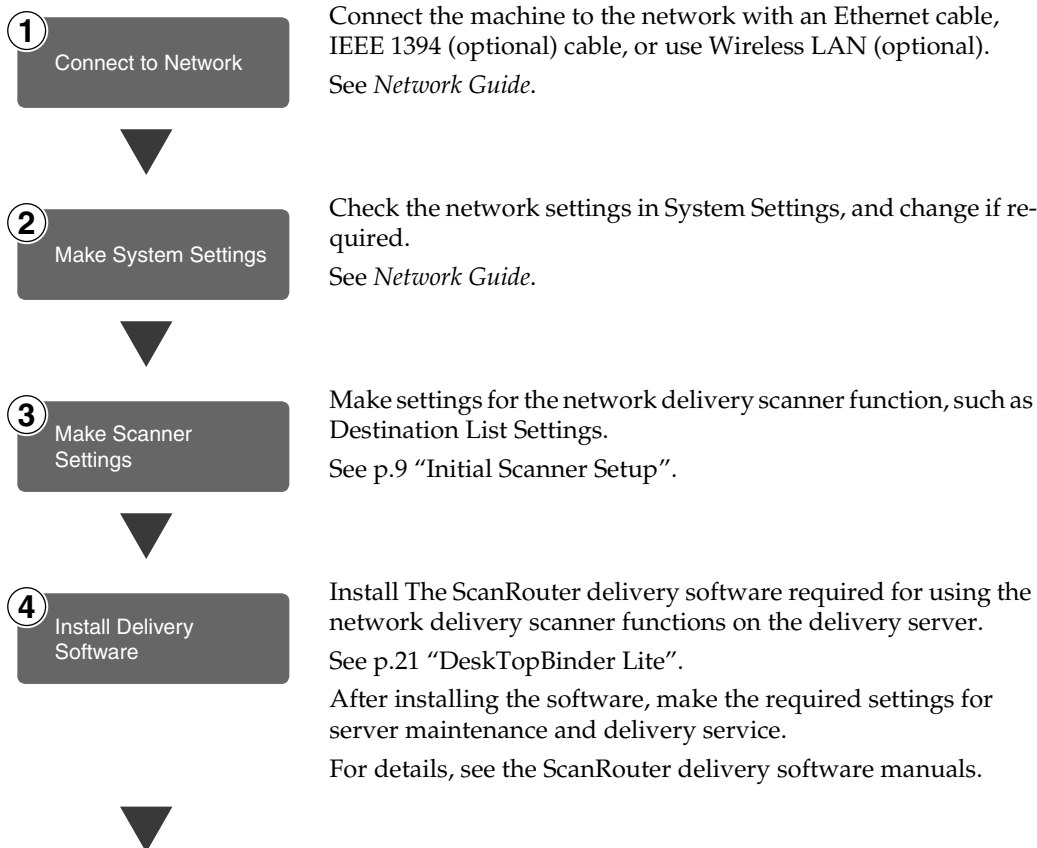 1
Connect to Network
Connect the machine to the network with an Ethernet cable,
IEEE 1394 (optional) cable, or use Wireless LAN (optional).
See Network Guide.
2
Make System Settings
Check the network settings in System Settings, and change if re-
quired.
See Network Guide.
3
Make Scanner
Settings
Make settings for the network delivery scanner function, such as
Destination List Settings.
See p.9 “Initial Scanner Setup”.
4
Install Delivery
Software
Install The ScanRouter delivery software required for using the
network delivery scanner functions on the delivery server.
See p.21 “DeskTopBinder Lite”.
After installing the software, make the required settings for
server maintenance and delivery service.
For details, see the ScanRouter delivery software manuals.